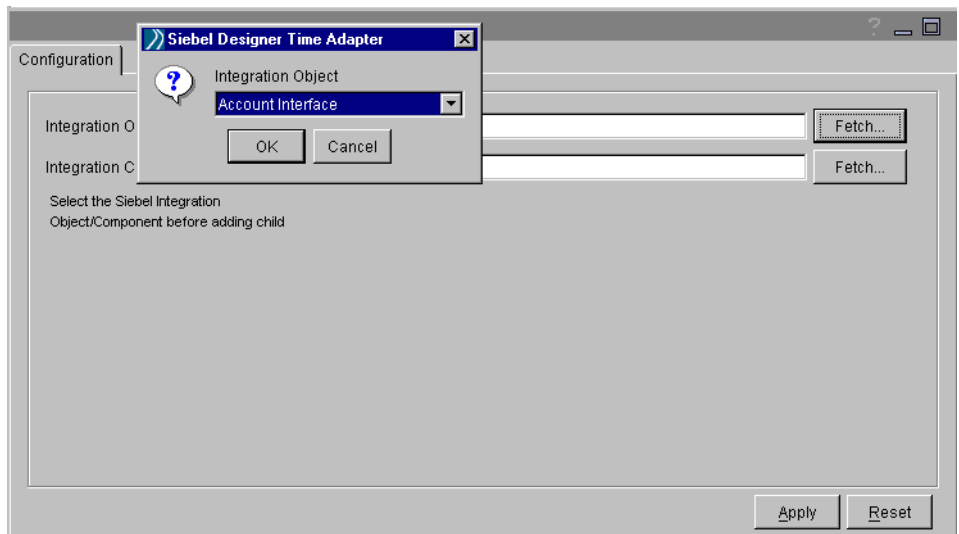 ? 
Siebel Designer Time Adapter
Configuration
?
Integration Object
Account Interface
OK Cancel
Integration O
Fetch...
Integration C
Fetch...
Select the Siebel Integration
Object/Component before adding child
Apply Reset